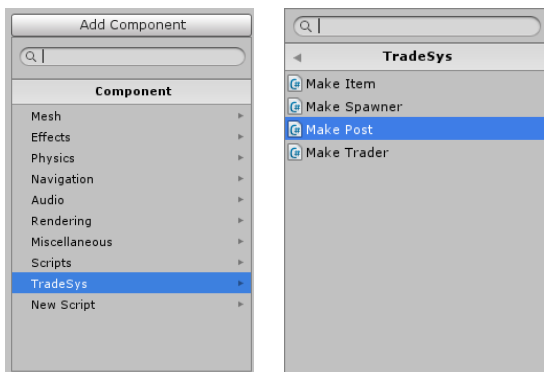 Add Component
Component
Mesh
Effects
Physics
Navigation
Audio
Rendering
Miscellaneous
Scripts
TradeSys
New Script
TradeSys
Make Item
Make Spawner
Make Post
Make Trader